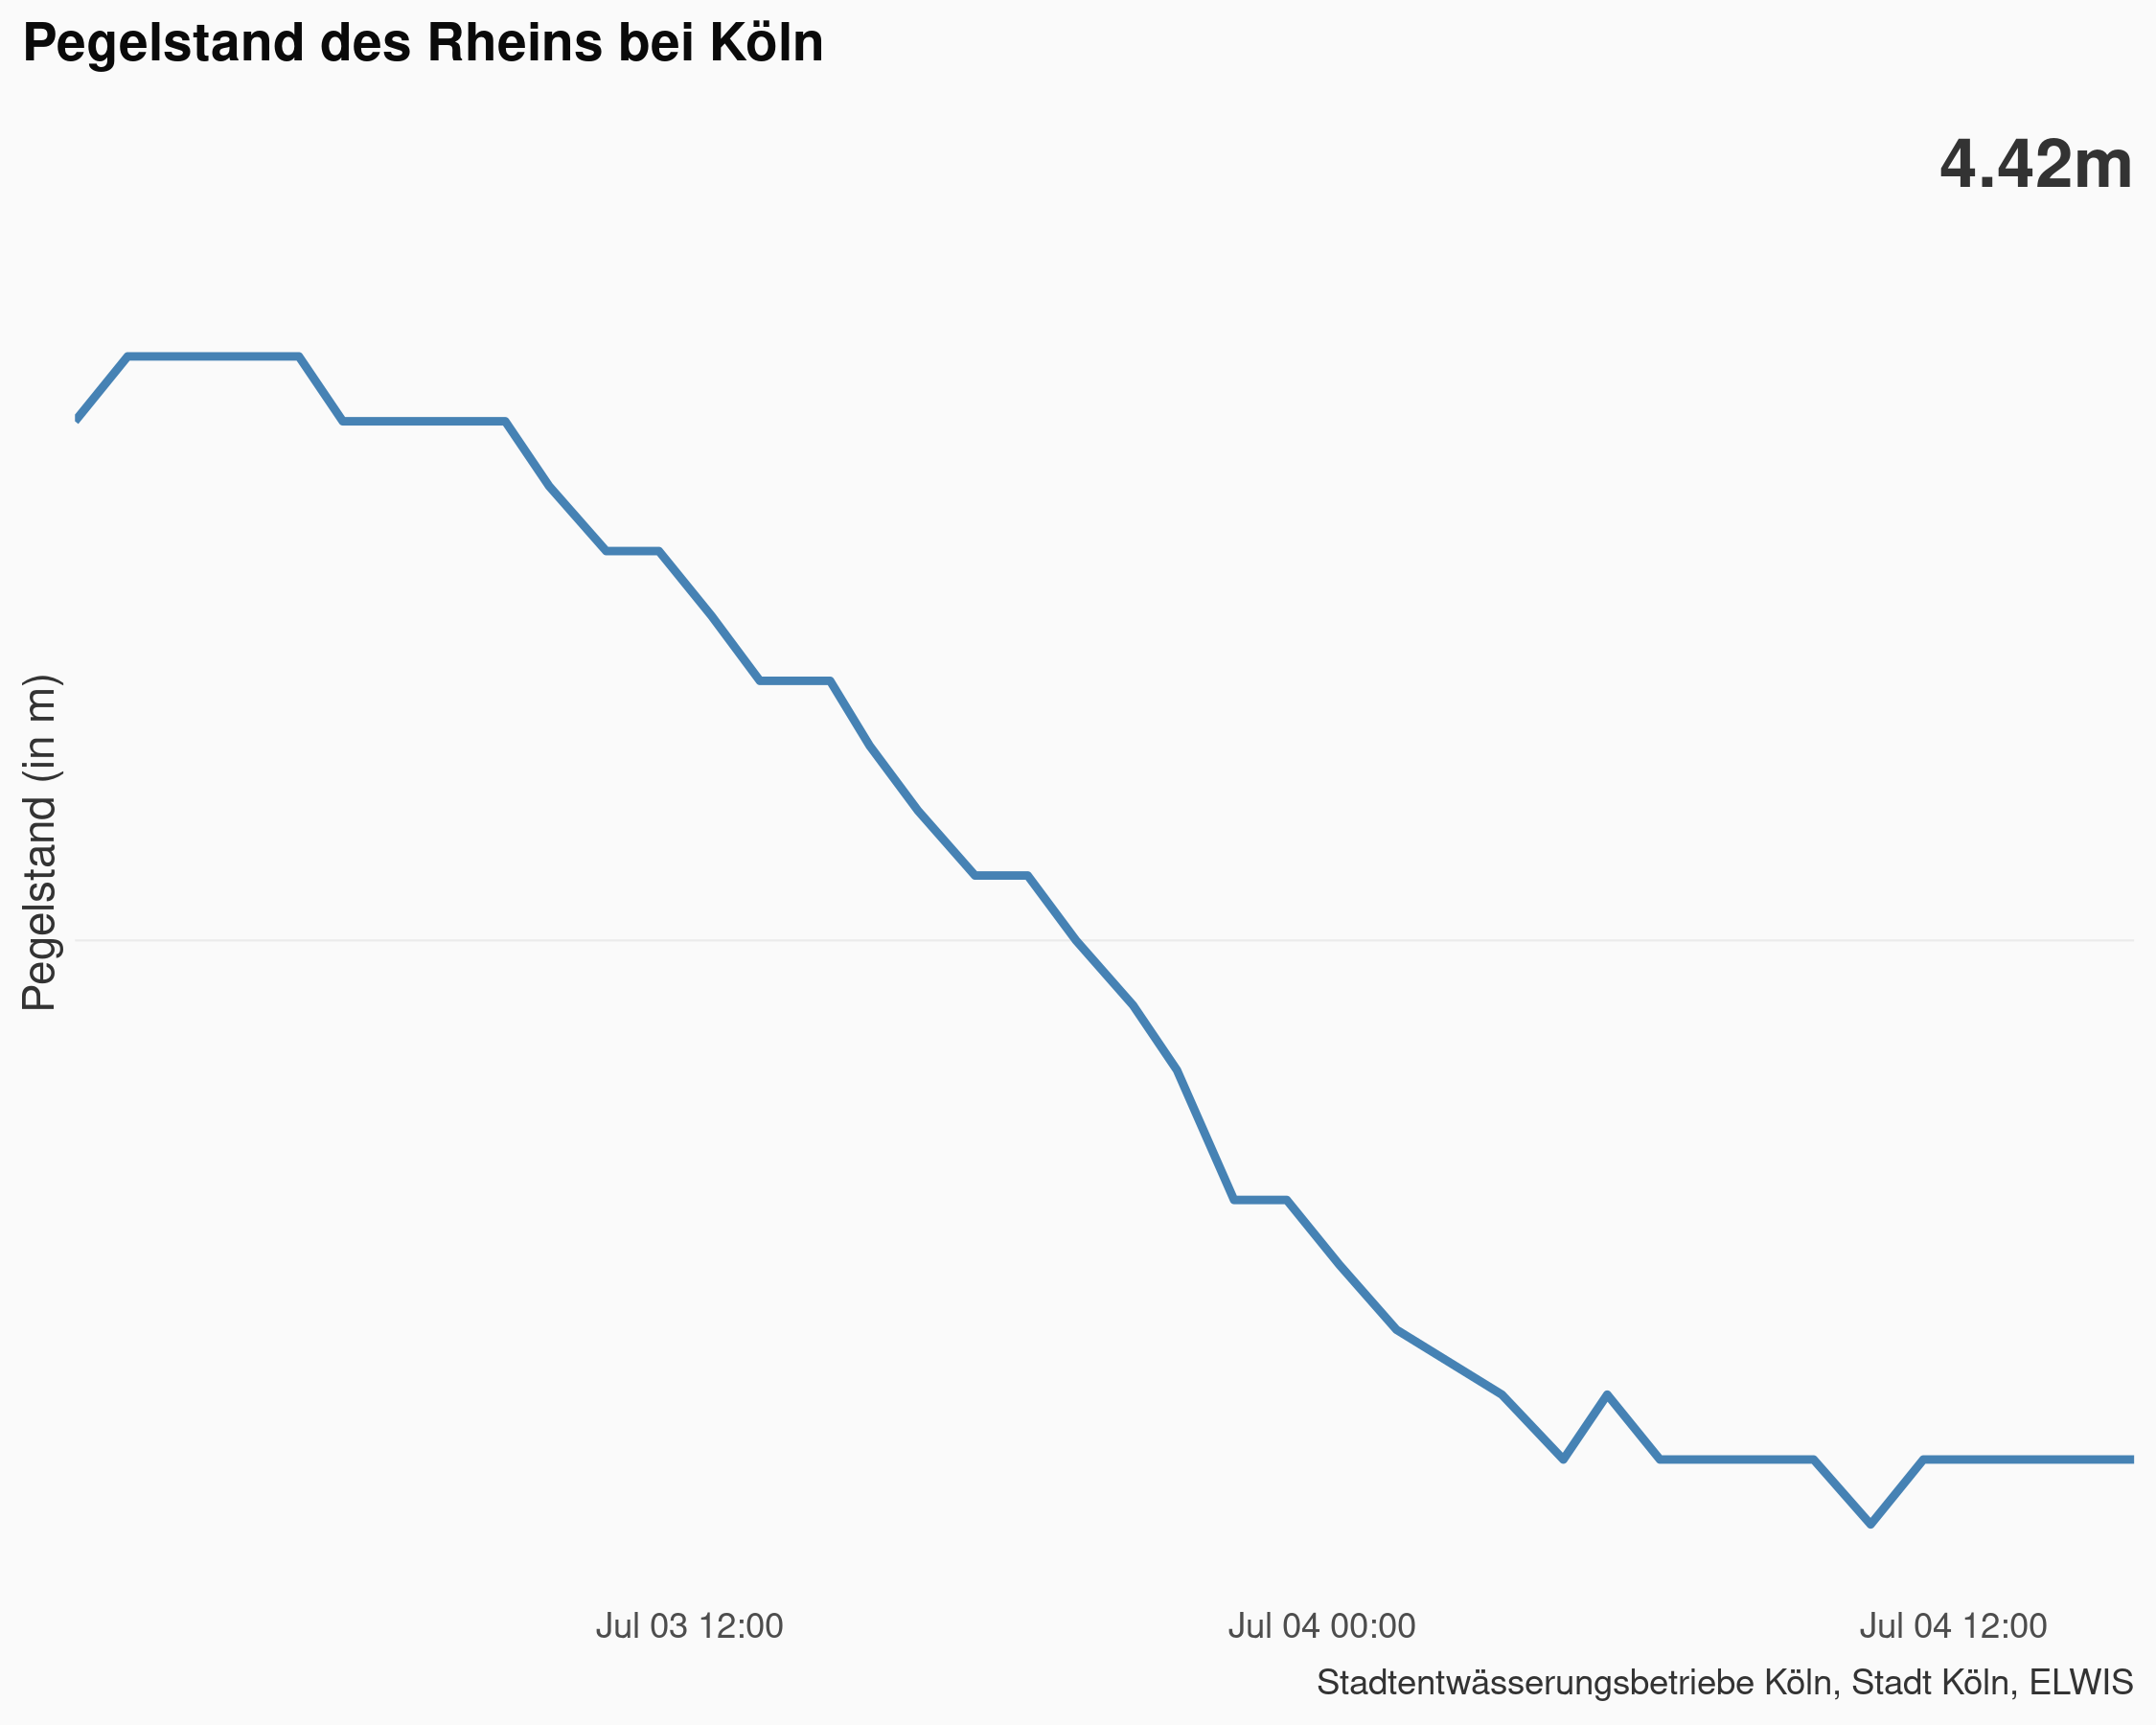 Pegelstand des Rheins bei Köln
4.42m
Pegelstand (in m)
Jul 03 12:00
Jul 04 00:00
Jul 04 12:00
Stadtentwässerungsbetriebe Köln, Stadt Köln, ELWIS